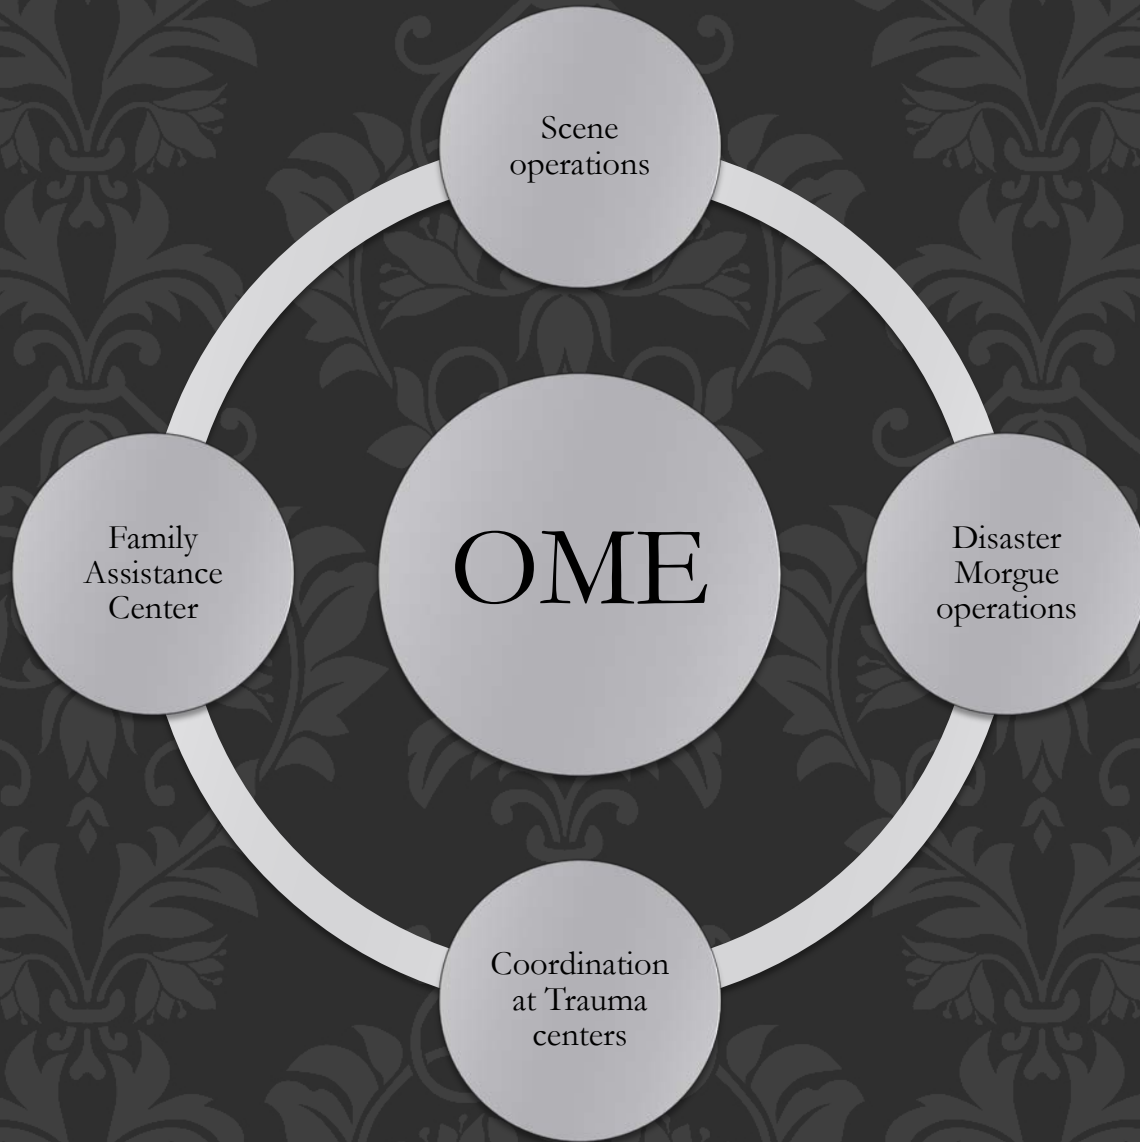 Scene
operations
Family
Assistance
Center
OME
Disaster
Morgue
operations
Coordination
at Trauma
centers